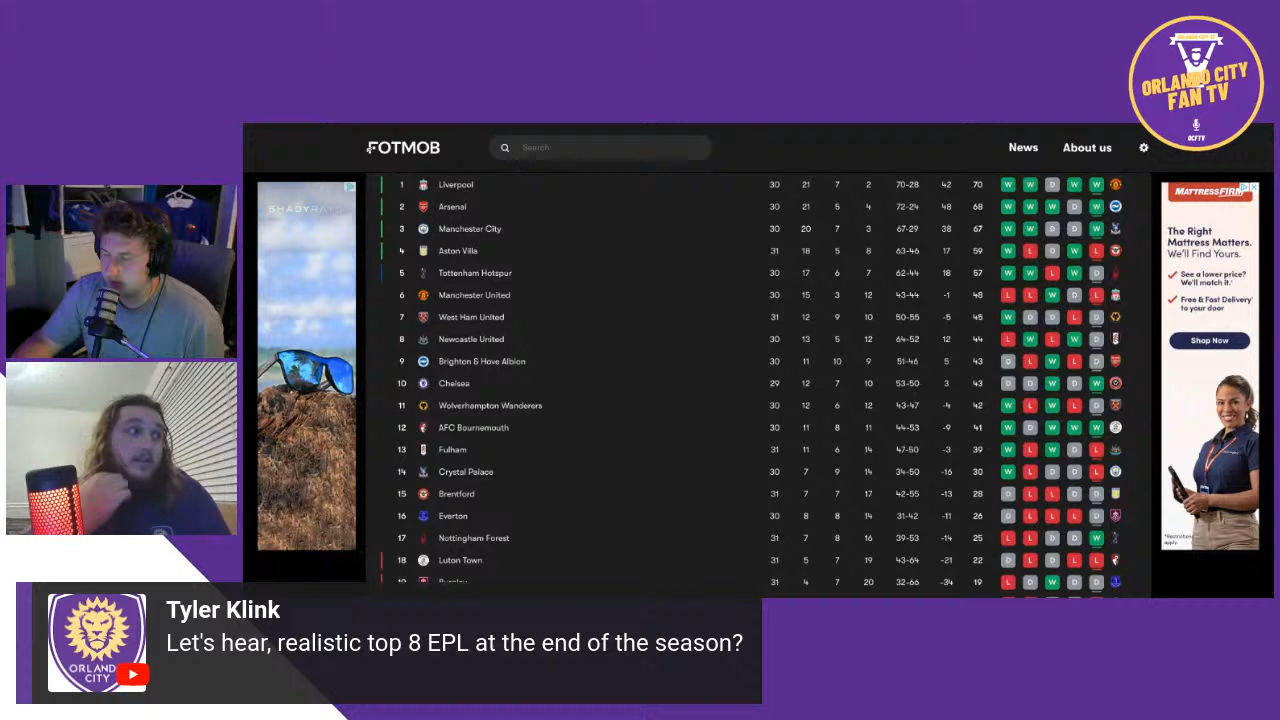 ORLANDO CITY SC
ORLANDO CITY
FAN TV
OCFTV
FOTMOB
Search
News
About us
1 Liverpool 30 21 7 2 70-28 42 70 W W D W W
2 Arsenal 30 21 5 4 72-24 48 68 W W W D W
3 Manchester City 30 20 7 3 67-29 38 67 W W D D W
4 Aston Villa 31 18 5 8 63-46 17 59 W L D W L
5 Tottenham Hotspur 30 17 6 7 62-44 18 57 W W L W D
6 Manchester United 30 15 3 12 43-44 -1 48 L L W D L
7 West Ham United 31 12 9 10 50-55 -5 45 W D D L D
8 Newcastle United 30 13 5 12 64-52 12 44 L W L W D
9 Brighton & Hove Albion 30 11 10 9 51-46 5 43 D L W L D
10 Chelsea 29 12 7 10 53-50 3 43 D D W D W
11 Wolverhampton Wanderers 30 12 6 12 43-47 -4 42 W L W L D
12 AFC Bournemouth 30 11 8 11 44-53 -9 41 W D W W W
13 Fulham 31 11 6 14 47-50 -3 39 W L W D L
14 Crystal Palace 30 7 9 14 34-50 -16 30 W L D D L
15 Brentford 31 7 7 17 42-55 -13 28 D L L D D
16 Everton 30 8 8 14 31-42 -11 26 D L L L D
17 Nottingham Forest 31 7 8 16 39-53 -14 25 L L D D W
18 Luton Town 31 5 7 19 43-64 -21 22 D L D L L
19 Burnley 31 4 7 20 32-66 -34 19 L D W D D
SHADY RAYS
MATTRESS FIRM
The Right
Mattress Matters.
We'll Find Yours.
See a lower price?
We'll match it.*
Free & Fast Delivery*
to your door
Shop Now
*Restrictions
apply.
ORLANDO
CITY
Tyler Klink
Let's hear, realistic top 8 EPL at the end of the season?